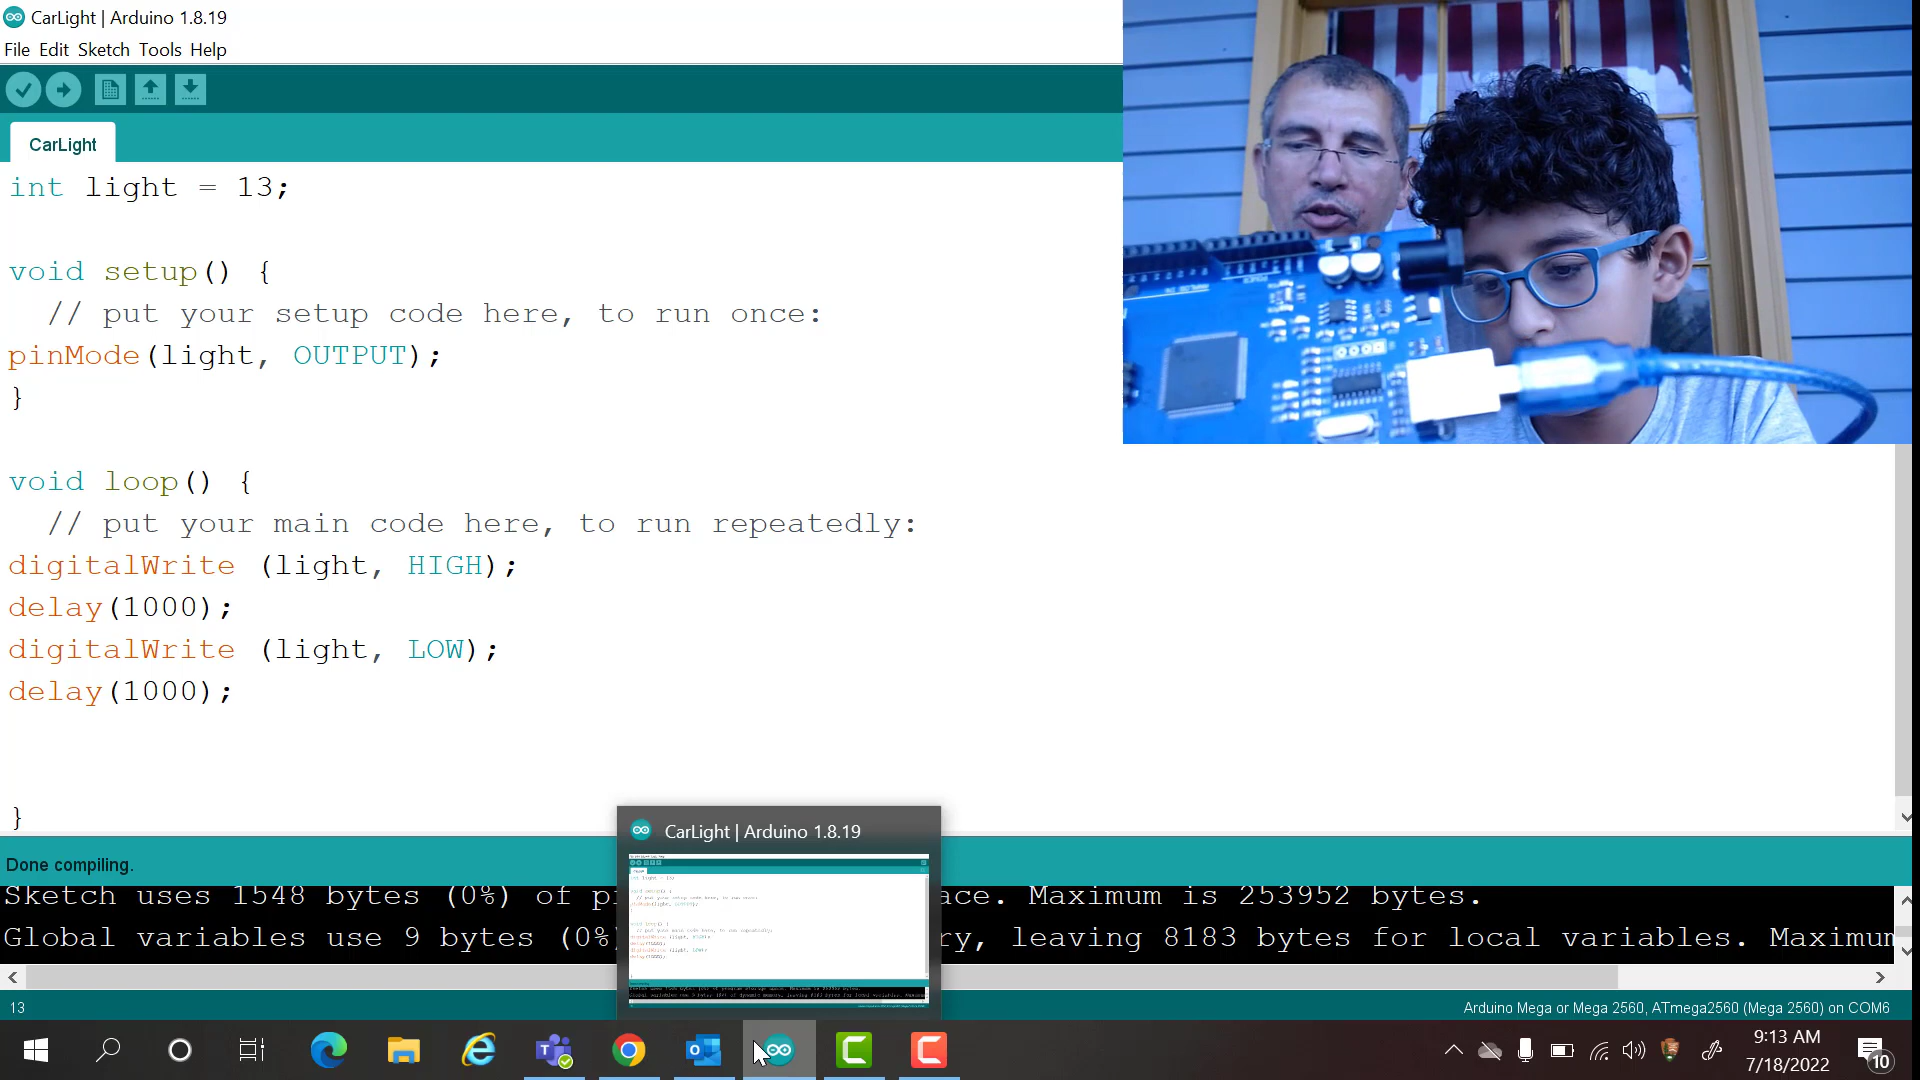 CarLight | Arduino 1.8.19
File Edit Sketch Tools Help
CarLight
int light = 13;
void setup() {
// put your setup code here, to run once:
pinMode(light, OUTPUT);
}
void loop() {
// put your main code here, to run repeatedly:
digitalWrite (light, HIGH);
delay(1000);
digitalWrite (light, LOW);
delay(1000);
}
CarLight | Arduino 1.8.19
Done compiling.
Sketch uses 1548 bytes (0%) of ace. Maximum is 253952 bytes.
Global variables use 9 bytes (0% ry, leaving 8183 bytes for local variables. Maximum
13
Arduino Mega or Mega 2560, ATmega2560 (Mega 2560) on COM6
9:13 AM
7/18/2022
10